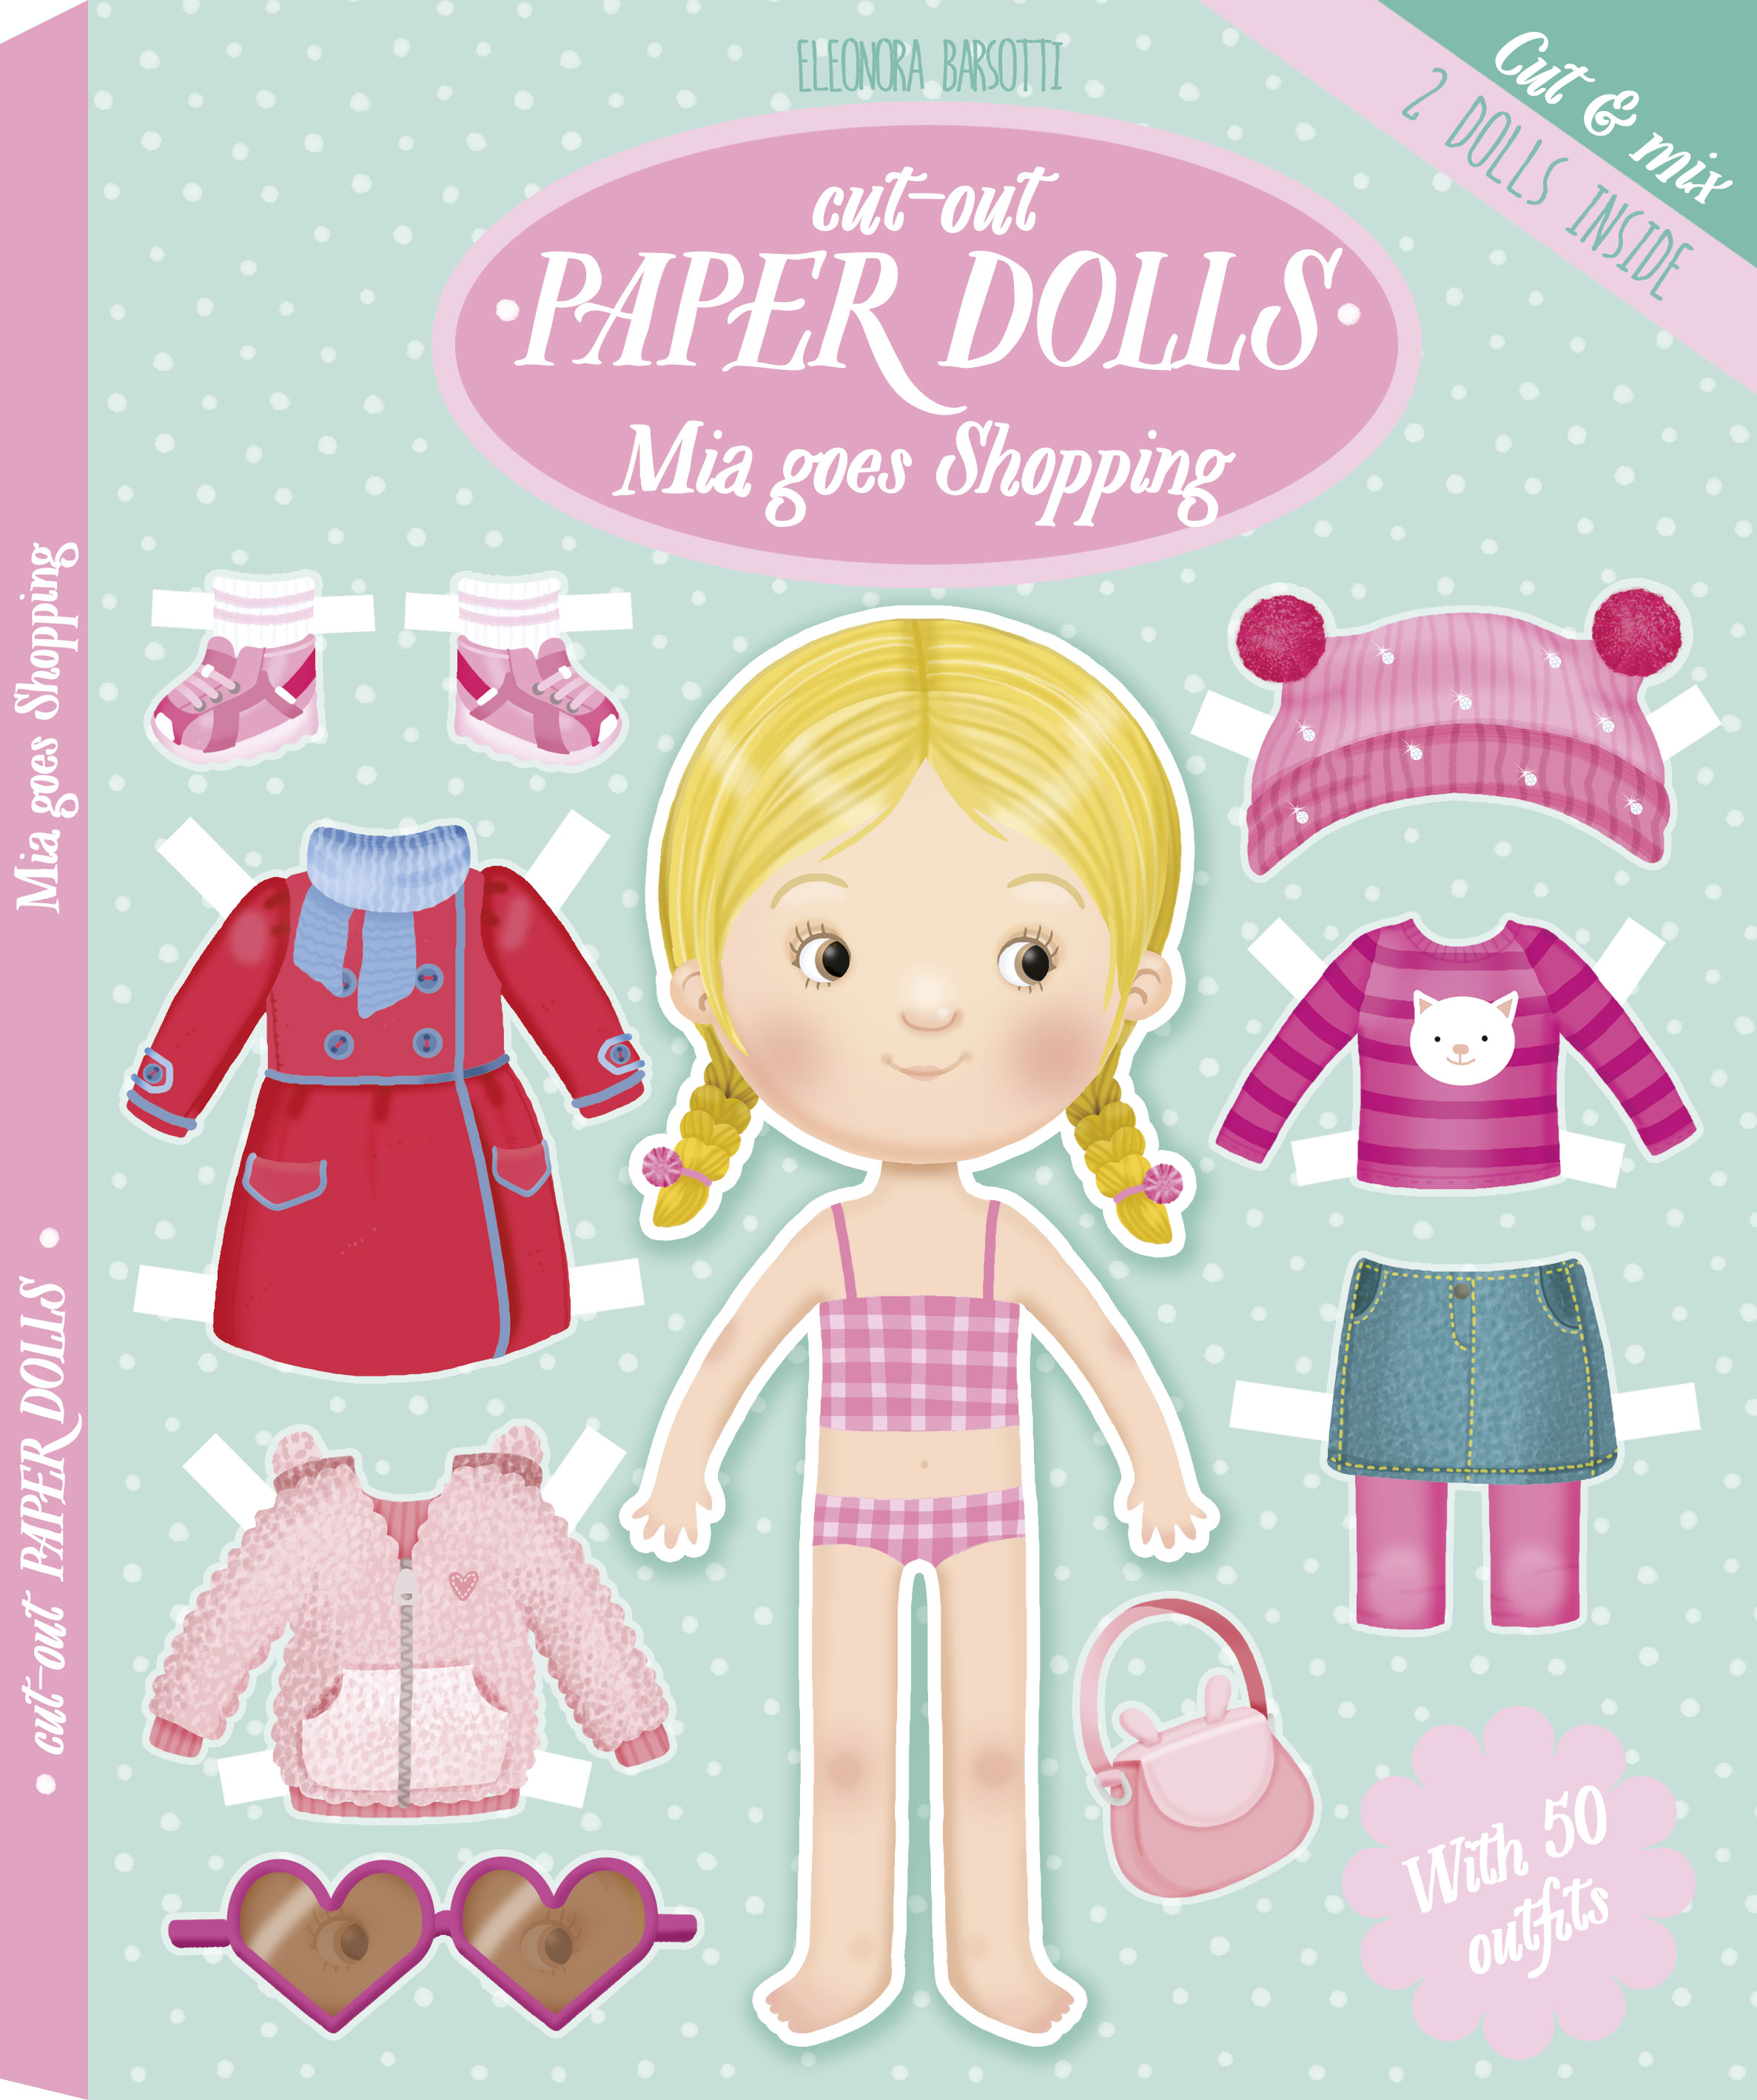 ELEONORA BARSOTTI
Cut & mix
2 DOLLS INSIDE
cut-out
PAPER DOLLS
Mia goes Shopping
With 50
outfits
Mia goes Shopping
cut-out PAPER DOLLS